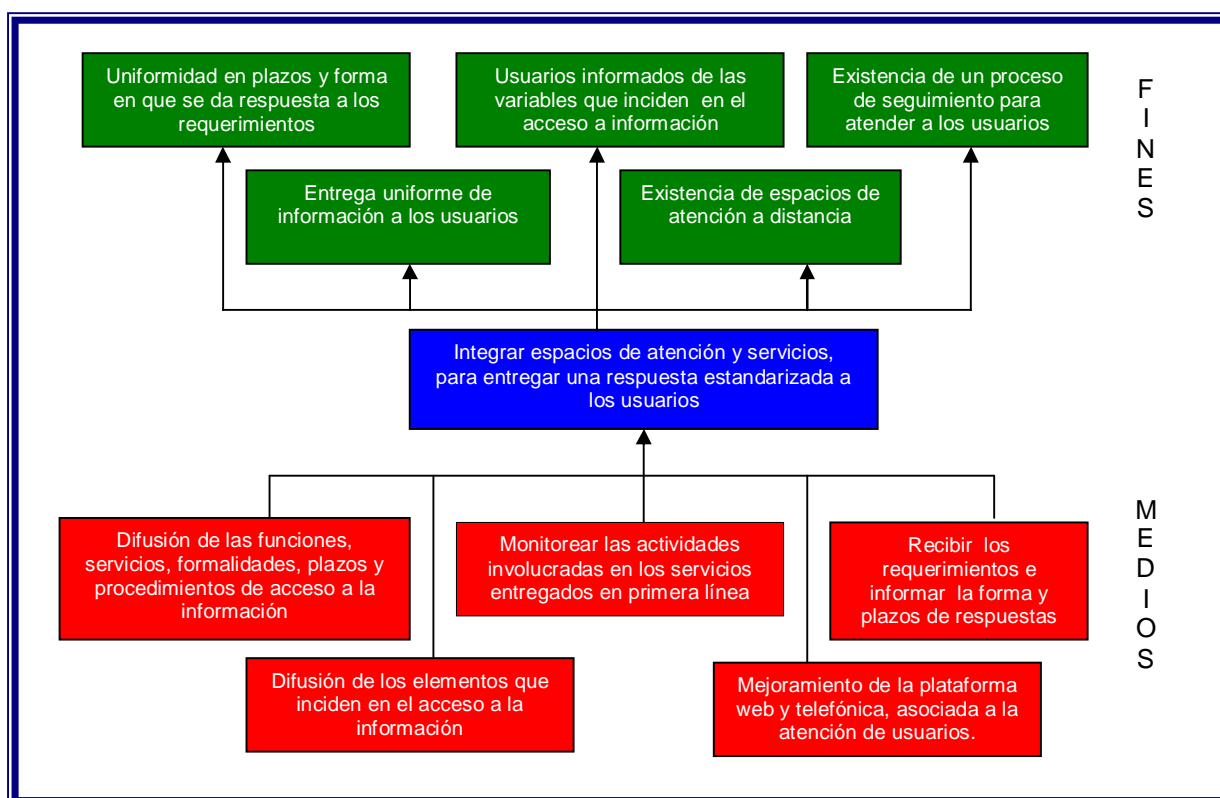 Uniformidad en plazos y forma
en que se da respuesta a los
requerimientos
Usuarios informados de las
variables que inciden en el
acceso a información
Existencia de un proceso
de seguimiento para
atender a los usuarios
F
I
N
E
S
Entrega uniforme de
información a los usuarios
Existencia de espacios de
atención a distancia
Integrar espacios de atención y servicios,
para entregar una respuesta estandarizada a
los usuarios
Difusión de las funciones,
servicios, formalidades, plazos y
procedimientos de acceso a la
información
Monitorear las actividades
involucradas en los servicios
entregados en primera línea
Recibir los
requerimientos e
informar la forma y
plazos de respuestas
M
E
D
I
O
S
Difusión de los elementos que
inciden en el acceso a la
información
Mejoramiento de la plataforma
web y telefónica, asociada a la
atención de usuarios.